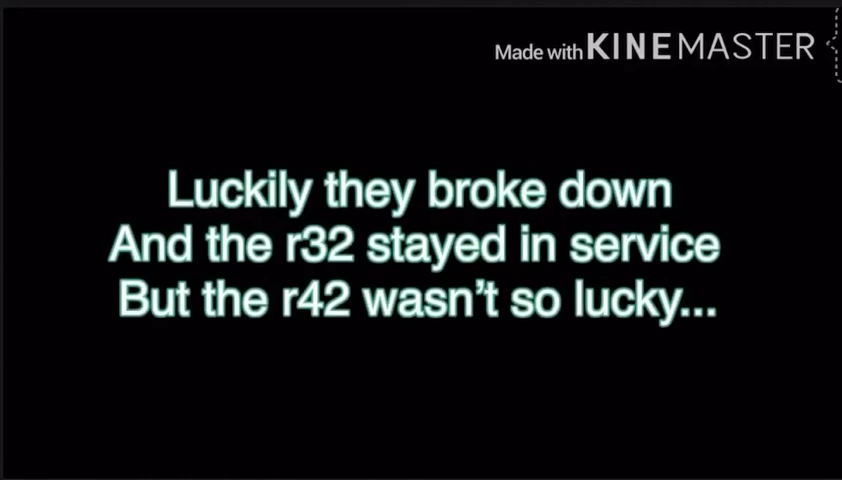 Made with KINEMASTER
Luckily they broke down
And the r32 stayed in service
But the r42 wasn't so lucky...